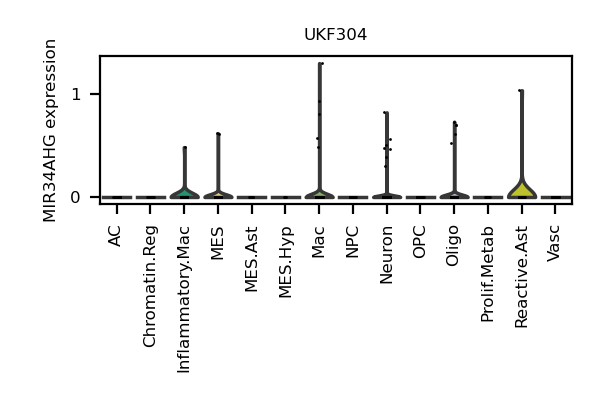 UKF304
MIR34AHG expression
1
0
AC
Chromatin.Reg
Inflammatory.Mac
MES
MES.Ast
MES.Hyp
Mac
NPC
Neuron
OPC
Oligo
Prolif.Metab
Reactive.Ast
Vasc